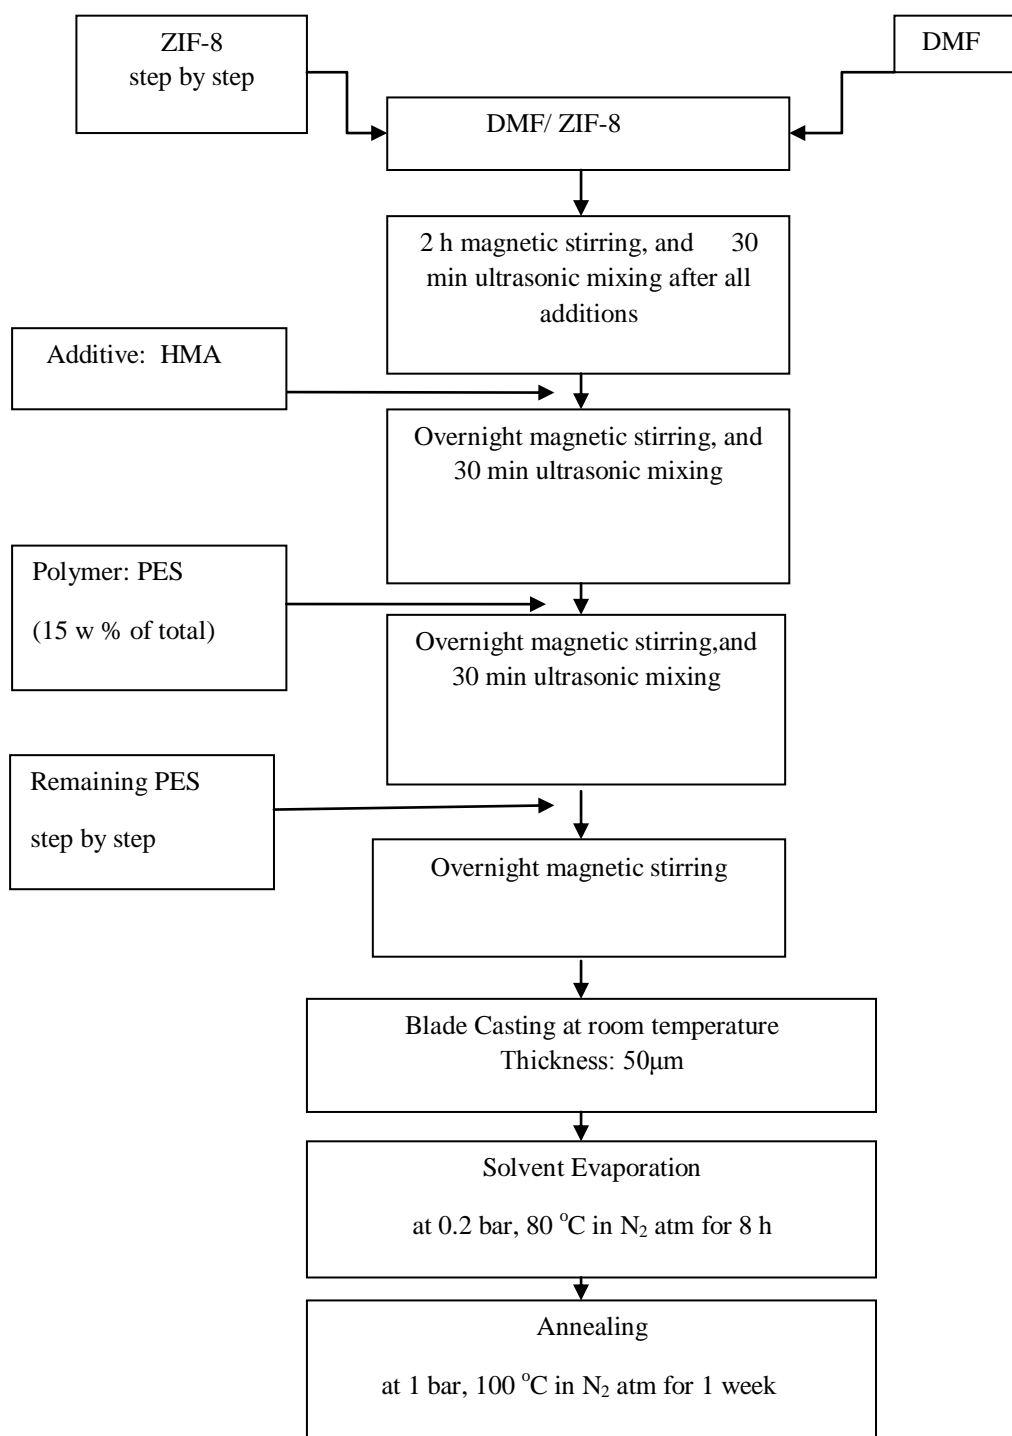 ZIF-8
step by step
DMF
DMF/ ZIF-8
2 h magnetic stirring, and 30
min ultrasonic mixing after all
additions
Additive: HMA
Overnight magnetic stirring, and
30 min ultrasonic mixing
Polymer: PES
(15 w % of total)
Overnight magnetic stirring,and
30 min ultrasonic mixing
Remaining PES
step by step
Overnight magnetic stirring
Blade Casting at room temperature
Thickness: 50µm
Solvent Evaporation
at 0.2 bar, 80 °C in N₂ atm for 8 h
Annealing
at 1 bar, 100 °C in N₂ atm for 1 week